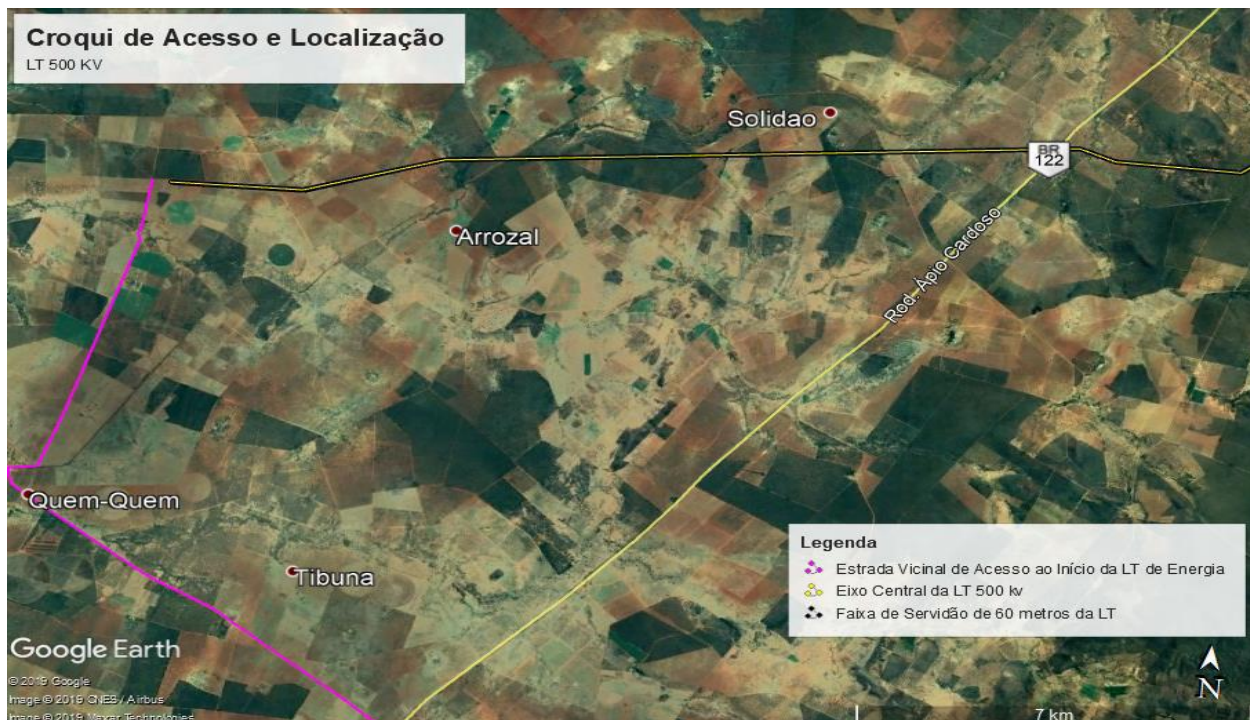 Croqui de Acesso e Localização
LT 500 KV
Solidao
BR
122
Arrozal
Rod. Ápio Cardoso
Quem-Quem
Tibuna
Legenda
Estrada Vicinal de Acesso ao Início da LT de Energia
Eixo Central da LT 500 kv
Faixa de Servidão de 60 metros da LT
Google Earth
© 2019 Google
Image © 2019 CNES / Airbus
Image © 2019 Maxar Technologies
N
7 km